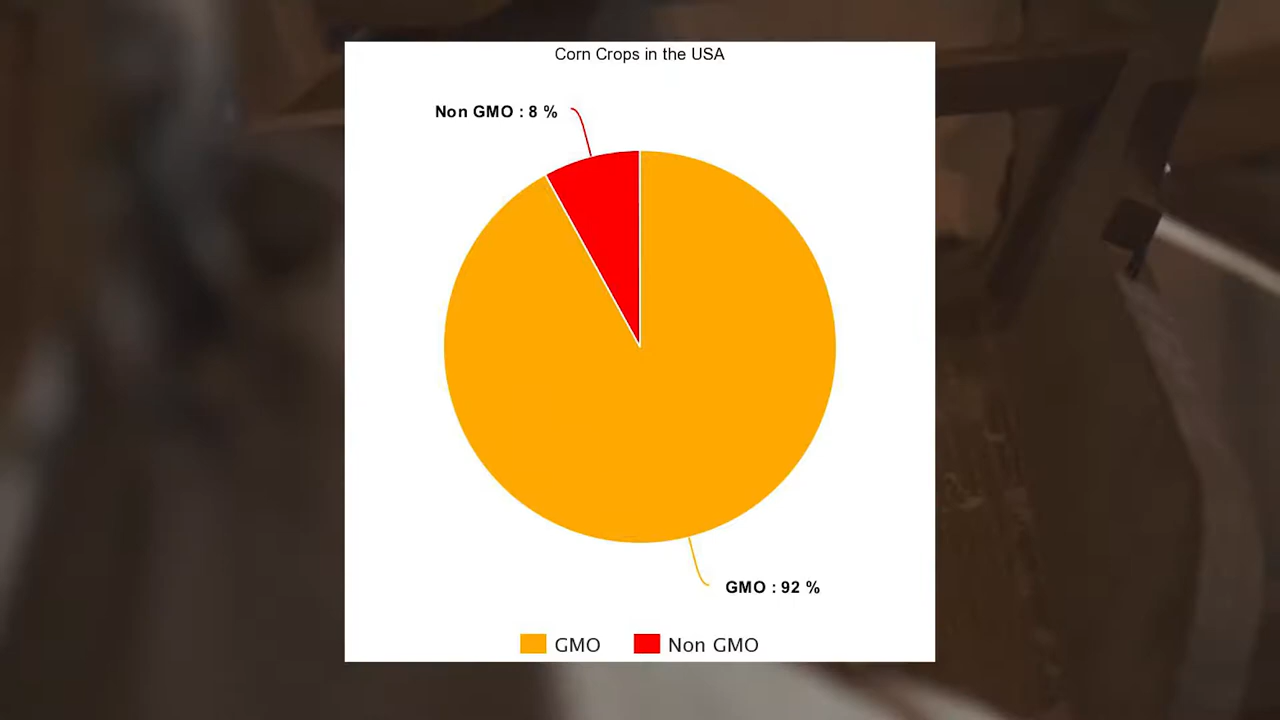 Corn Crops in the USA
Non GMO : 8 %
GMO : 92 %
GMO
Non GMO